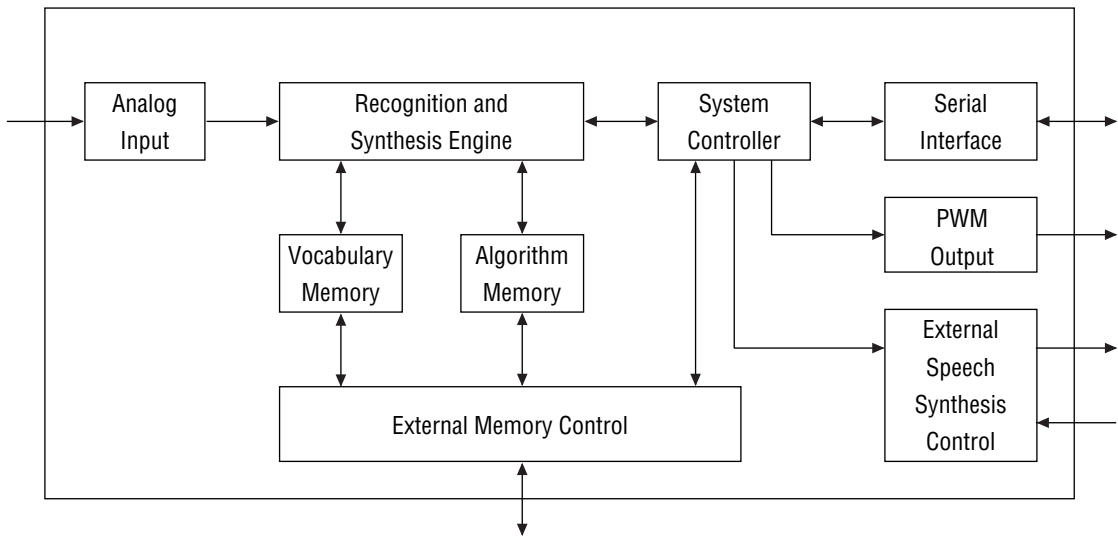 Analog
Input
Recognition and
Synthesis Engine
System
Controller
Serial
Interface
PWM
Output
Vocabulary
Memory
Algorithm
Memory
External
Speech
Synthesis
Control
External Memory Control